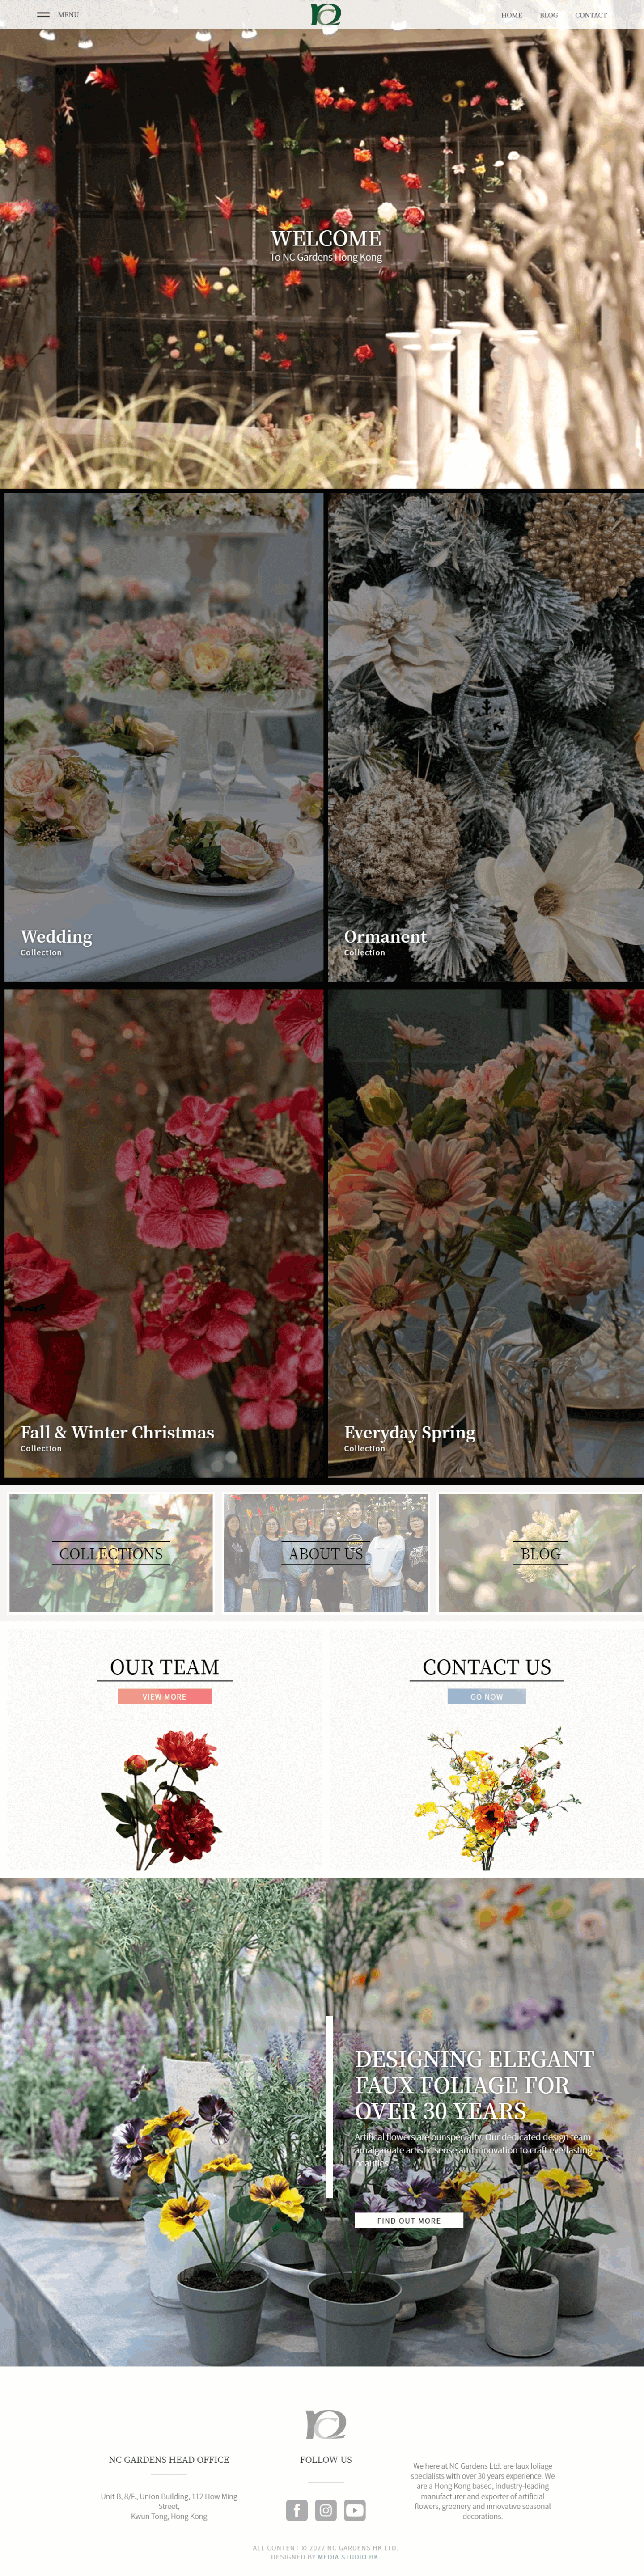 MENU
HOME BLOG CONTACT
WELCOME
To NC Gardens Hong Kong
Wedding
Collection
Ormanent
Collection
Fall & Winter Christmas
Collection
Everyday Spring
Collection
COLLECTIONS
ABOUT US
BLOG
OUR TEAM
VIEW MORE
CONTACT US
GO NOW
DESIGNING ELEGANT
FAUX FOLIAGE FOR
OVER 30 YEARS
Artifical flowers are our specialty. Our dedicated design team
amalgamate artistic sense and innovation to craft everlasting
beauties.
FIND OUT MORE
NC GARDENS HEAD OFFICE
Unit B, 8/F., Union Building, 112 How Ming
Street,
Kwun Tong, Hong Kong
FOLLOW US
We here at NC Gardens Ltd. are faux foliage
specialists with over 30 years experience. We
are a Hong Kong based, industry-leading
manufacturer and exporter of artificial
flowers, greenery and innovative seasonal
decorations.
ALL CONTENT © 2022 NC GARDENS HK LTD.
DESIGNED BY MEDIA STUDIO HK.